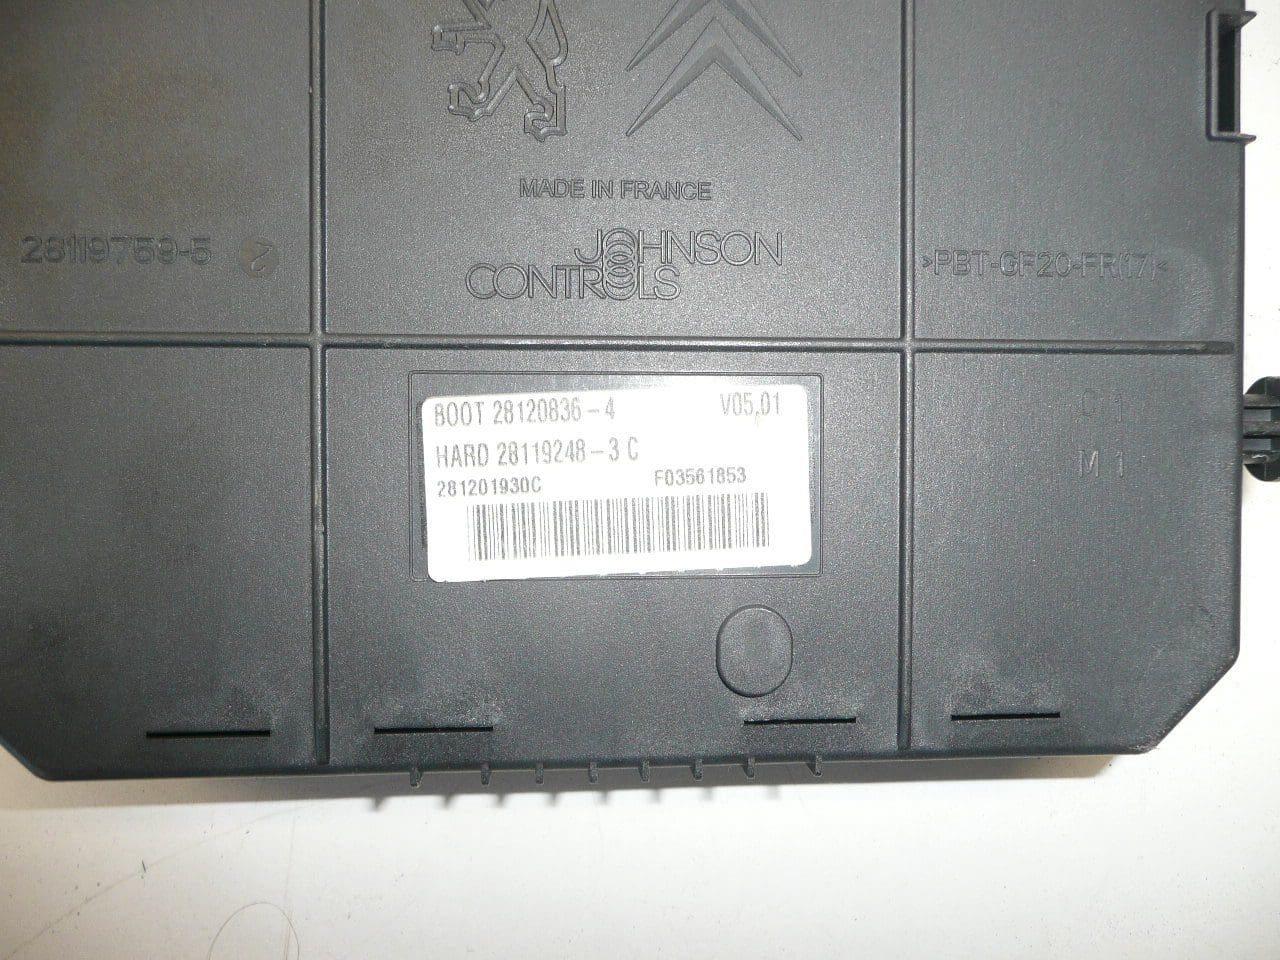 MADE IN FRANCE
28119759-5 2
JOHNSON
CONTROLS
>PBT-GF20-FR(17)<
BOOT 28120836-4 V05.01
HARD 28119248-3 C
281201930C F03561853
C 1
M 1